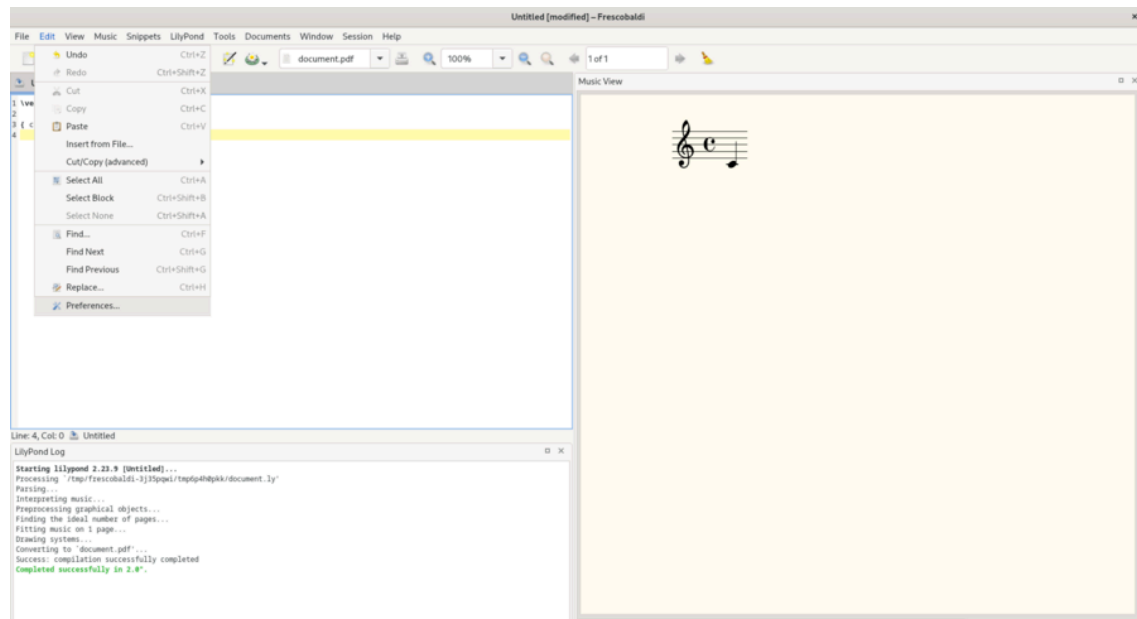 Untitled [modified] – Frescobaldi
File Edit View Music Snippets LilyPond Tools Documents Window Session Help
document.pdf 100% 1 of 1
Undo Ctrl+Z
Redo Ctrl+Shift+Z
Cut Ctrl+X
Copy Ctrl+C
Paste Ctrl+V
Insert from File...
Cut/Copy (advanced)
Select All Ctrl+A
Select Block Ctrl+Shift+B
Select None Ctrl+Shift+A
Find... Ctrl+F
Find Next Ctrl+G
Find Previous Ctrl+Shift+G
Replace... Ctrl+H
Preferences...
1 \ve
2
3 { c
4
Line: 4, Col: 0 Untitled
LilyPond Log
Starting lilypond 2.23.9 [Untitled]...
Processing `/tmp/frescobaldi-3j35pqwi/tmp6p4h0pkk/document.ly'
Parsing...
Interpreting music...
Preprocessing graphical objects...
Finding the ideal number of pages...
Fitting music on 1 page...
Drawing systems...
Converting to `document.pdf'...
Success: compilation successfully completed
Completed successfully in 2.0".
Music View